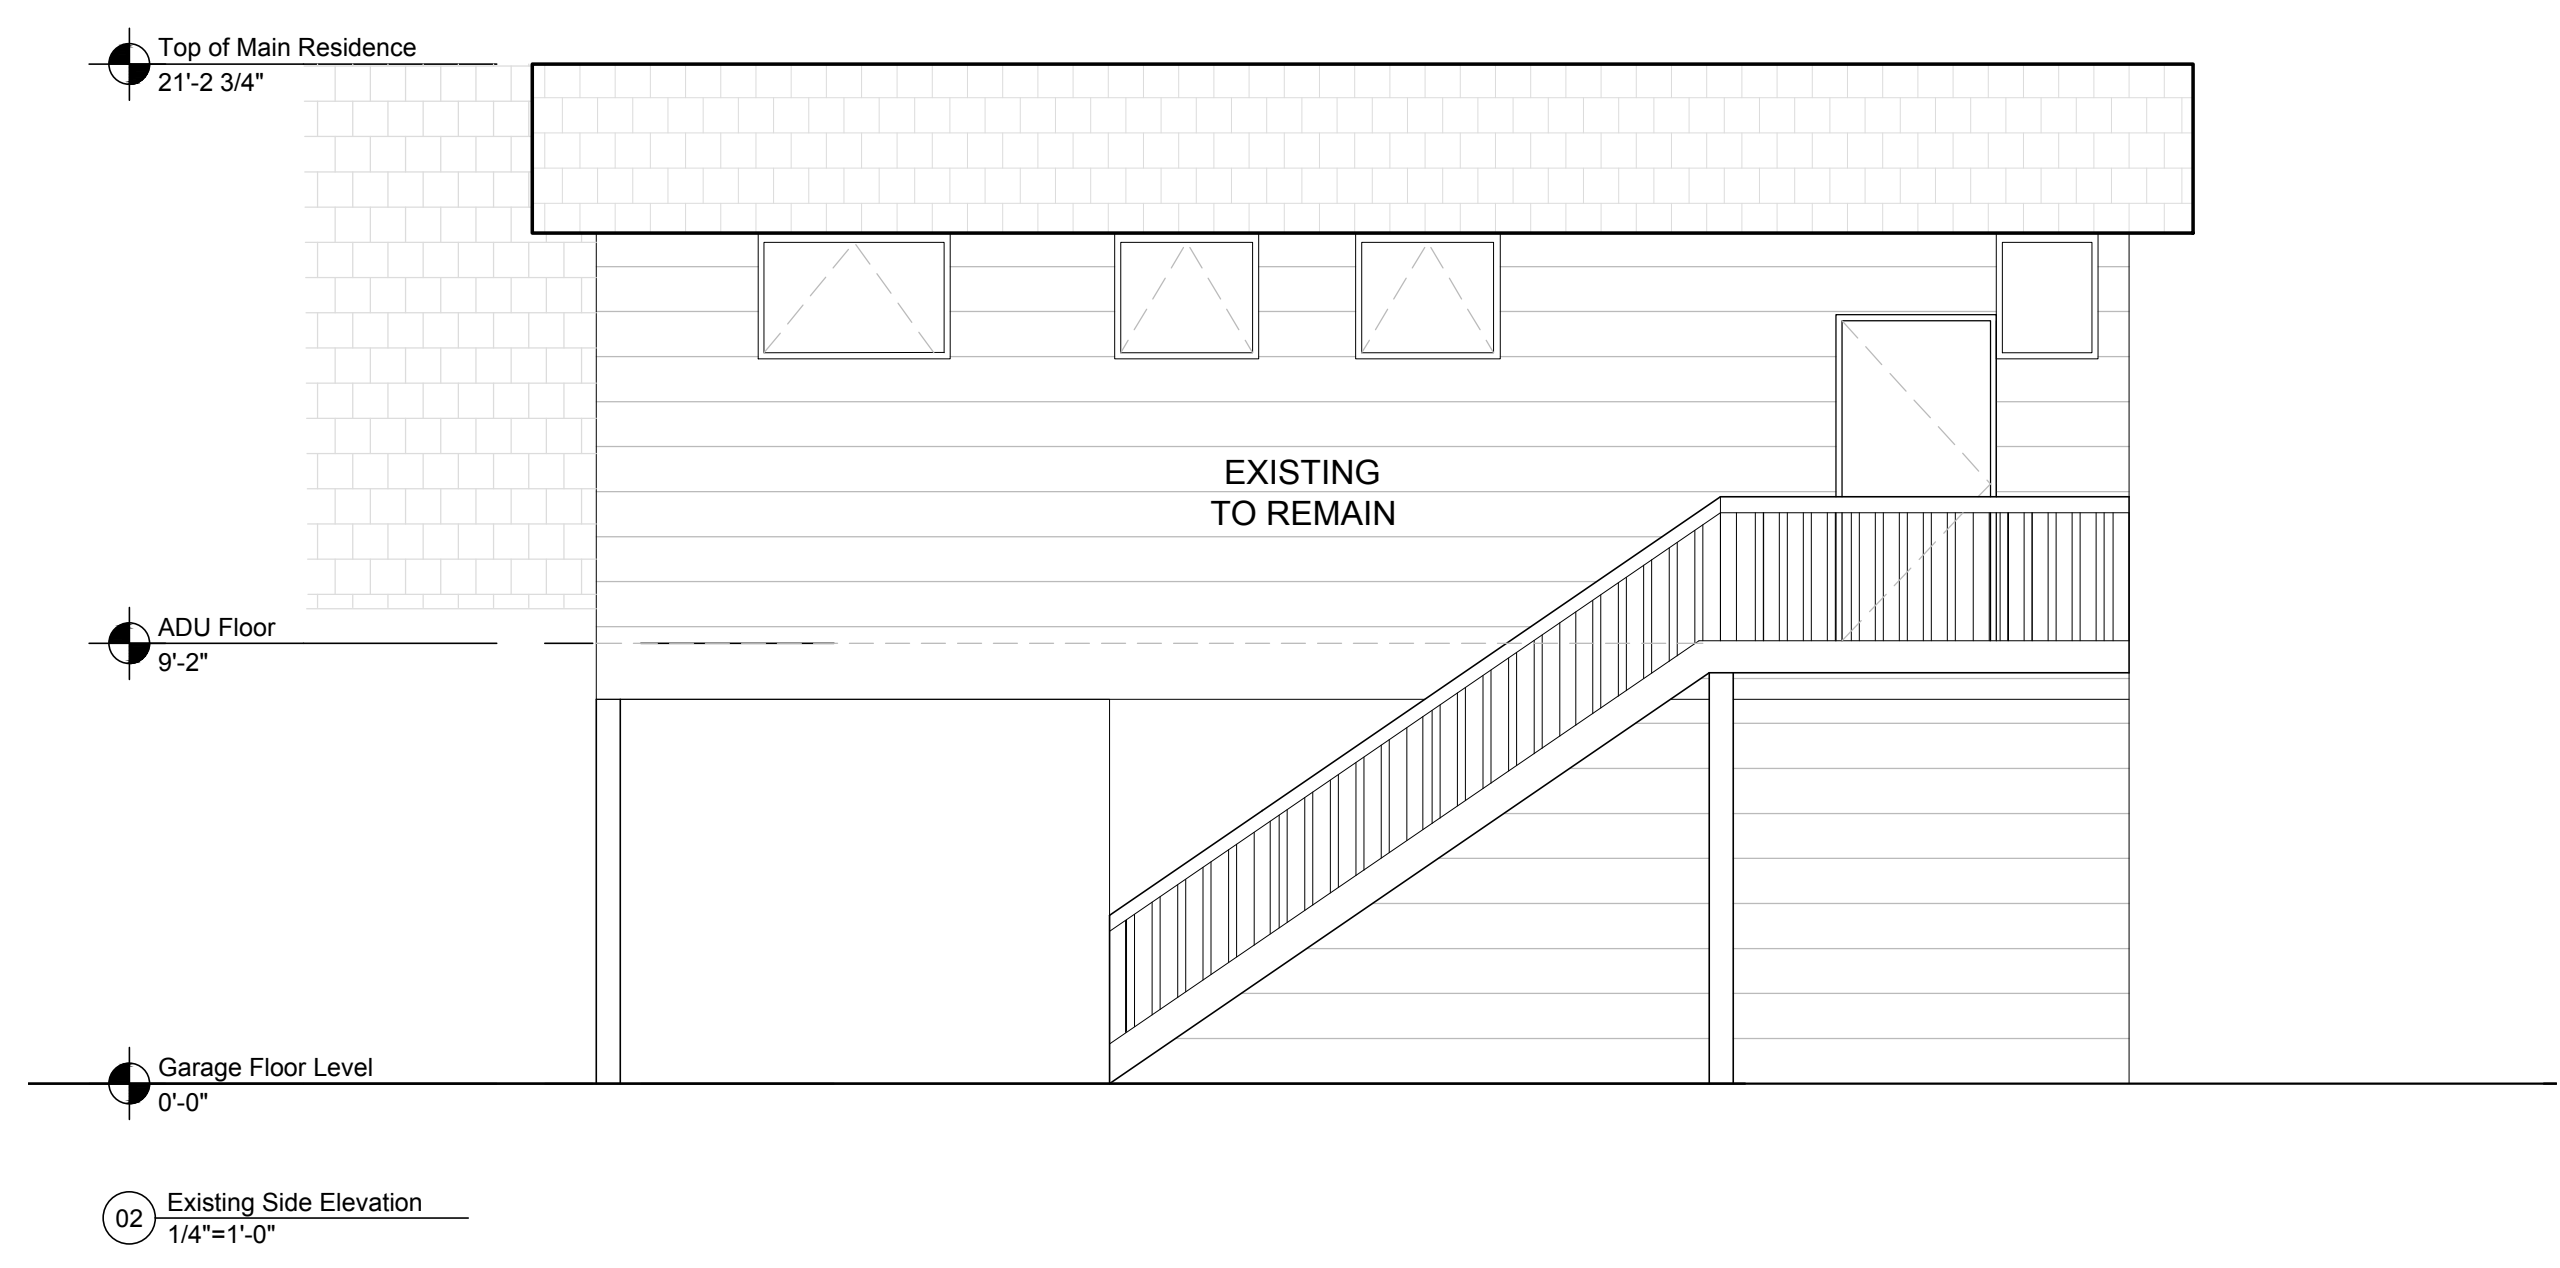 Top of Main Residence
21'-2 3/4"
EXISTING
TO REMAIN
ADU Floor
9'-2"
Garage Floor Level
0'-0"
02
Existing Side Elevation
1/4"=1'-0"